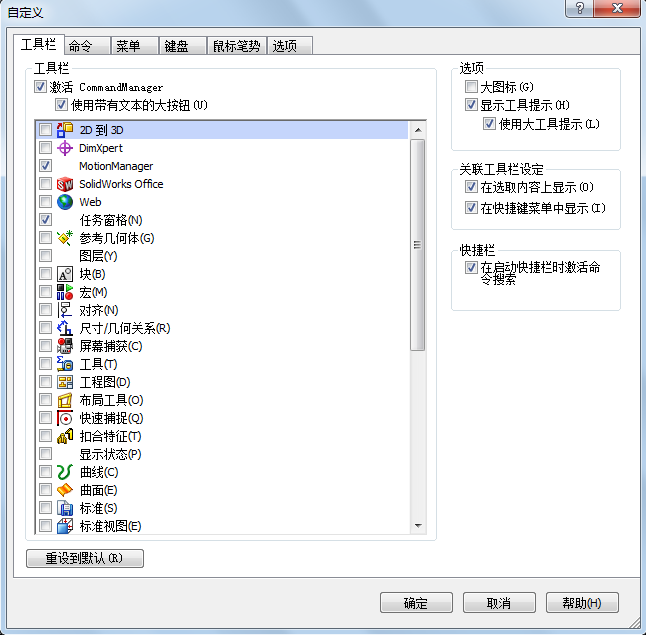 自定义
工具栏 命令 菜单 键盘 鼠标笔势 选项
工具栏
激活 CommandManager
使用带有文本的大按钮(U)
2D 到 3D
DimXpert
MotionManager
SolidWorks Office
Web
任务窗格(N)
参考几何体(G)
图层(Y)
块(B)
宏(M)
对齐(N)
尺寸/几何关系(R)
屏幕捕获(C)
工具(T)
工程图(D)
布局工具(O)
快速捕捉(Q)
扣合特征(T)
显示状态(P)
曲线(C)
曲面(E)
标准(S)
标准视图(E)
重设到默认(R)
选项
大图标(G)
显示工具提示(H)
使用大工具提示(L)
关联工具栏设定
在选取内容上显示(O)
在快捷键菜单中显示(I)
快捷栏
在启动快捷栏时激活命
令搜索
确定 取消 帮助(H)